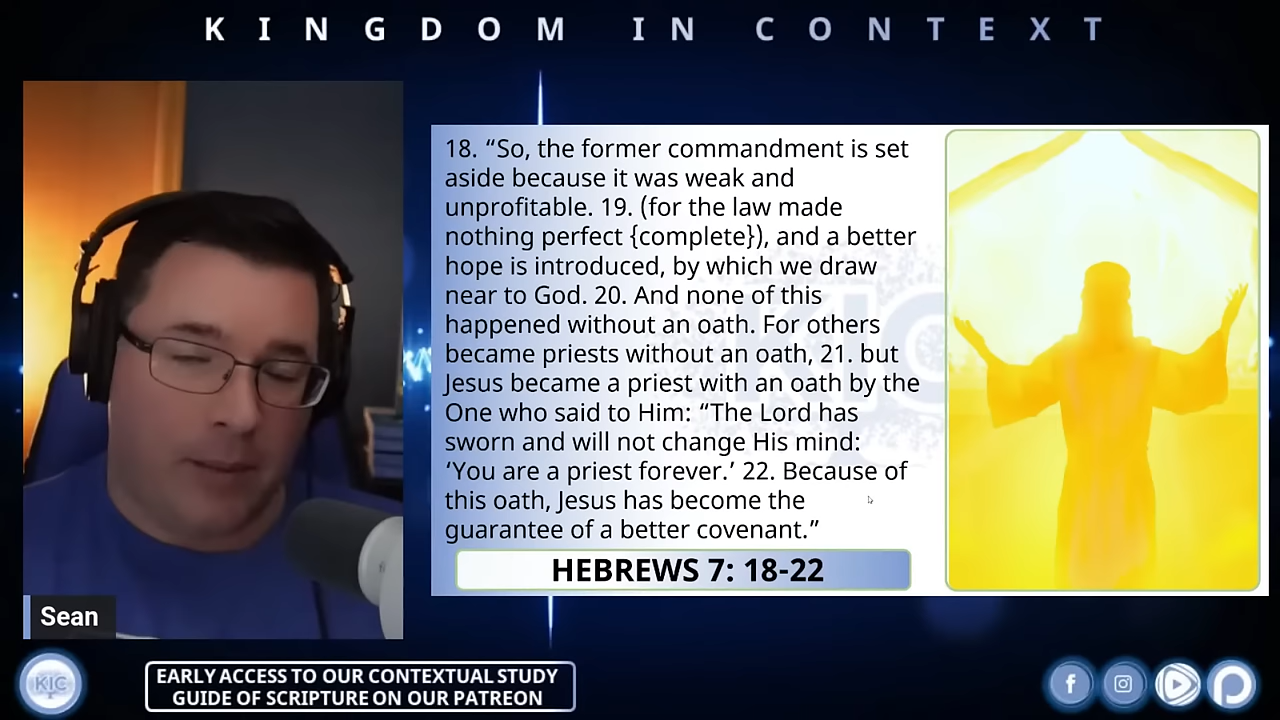 KINGDOM IN CONTEXT
18. “So, the former commandment is set
aside because it was weak and
unprofitable. 19. (for the law made
nothing perfect {complete}), and a better
hope is introduced, by which we draw
near to God. 20. And none of this
happened without an oath. For others
became priests without an oath, 21. but
Jesus became a priest with an oath by the
One who said to Him: “The Lord has
sworn and will not change His mind:
‘You are a priest forever.’ 22. Because of
this oath, Jesus has become the
guarantee of a better covenant.”
HEBREWS 7: 18-22
Sean
KIC
EARLY ACCESS TO OUR CONTEXTUAL STUDY
GUIDE OF SCRIPTURE ON OUR PATREON